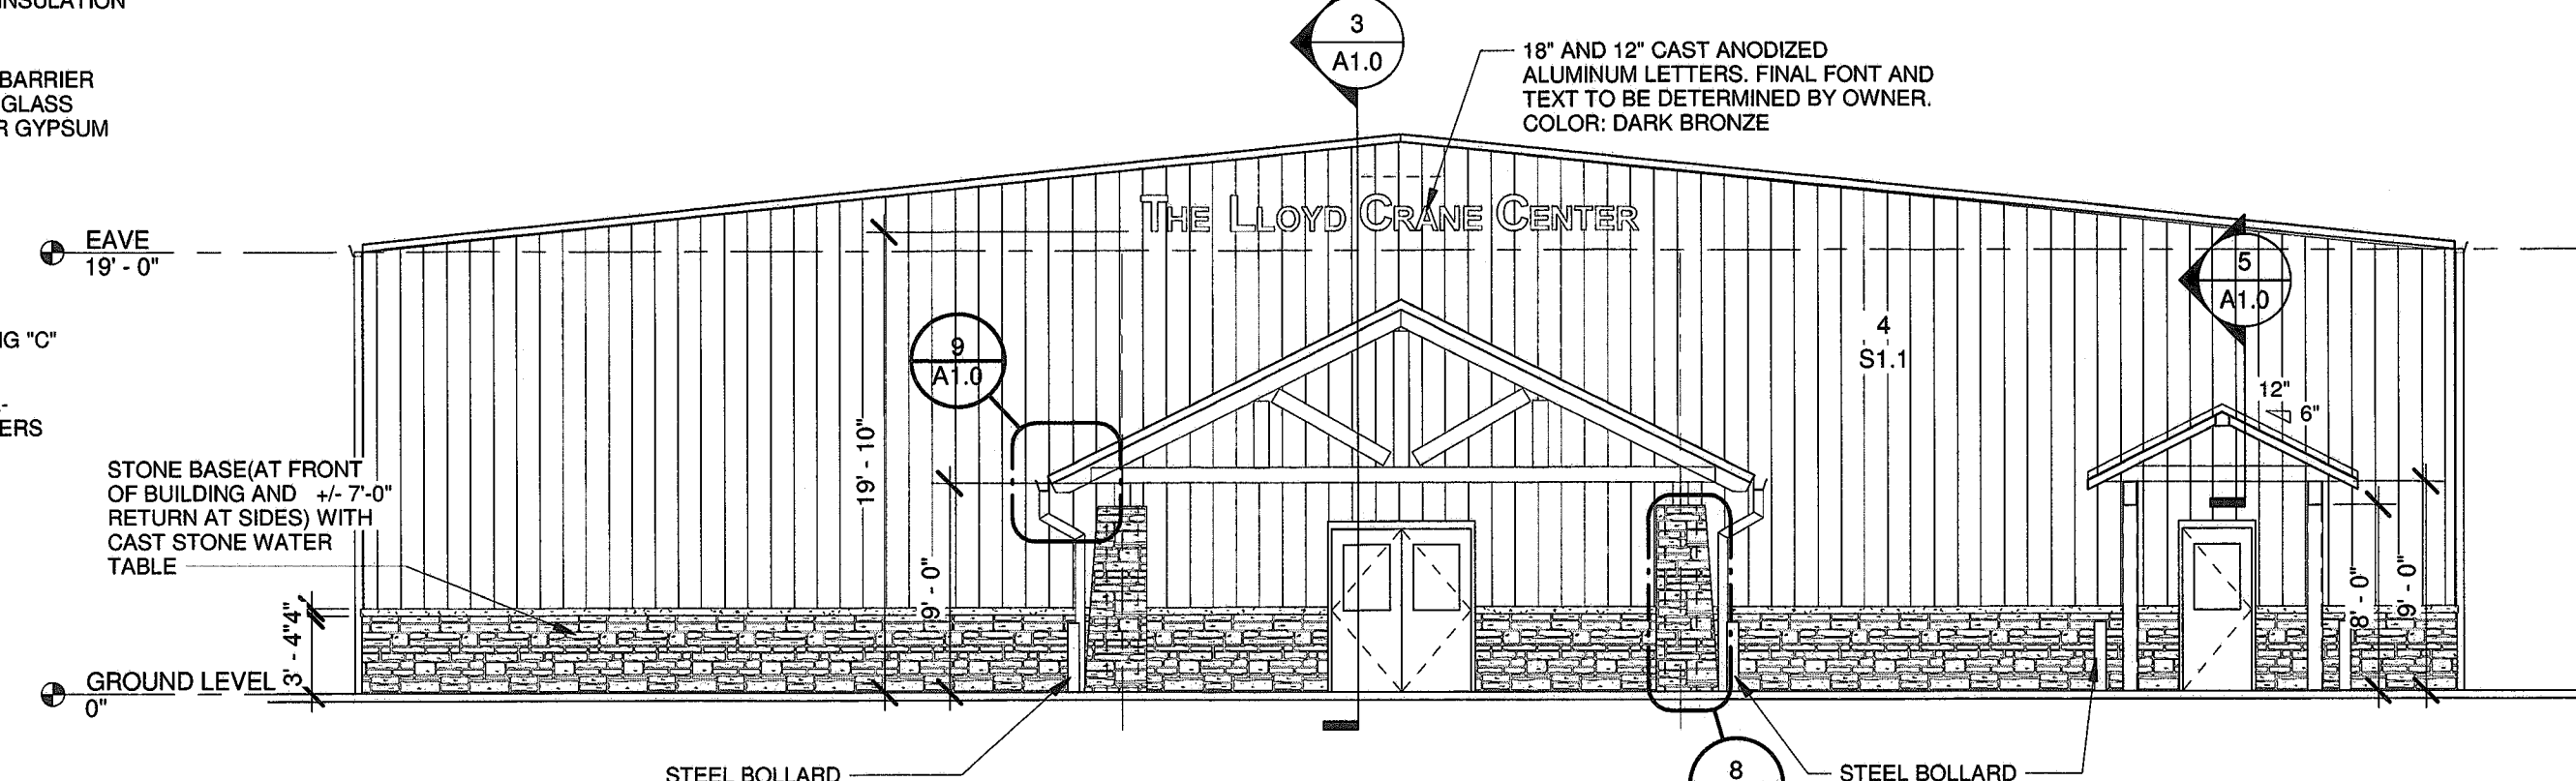 INSULATION
BARRIER
GLASS
R GYPSUM
NG "C"
ERS
3
A1.0
18" AND 12" CAST ANODIZED
ALUMINUM LETTERS. FINAL FONT AND
TEXT TO BE DETERMINED BY OWNER.
COLOR: DARK BRONZE
THE LLOYD CRANE CENTER
EAVE
19' - 0"
5
A1.0
9
A1.0
4
S1.1
12"
6"
STONE BASE(AT FRONT
OF BUILDING AND +/- 7'-0"
RETURN AT SIDES) WITH
CAST STONE WATER
TABLE
19' - 10"
9' - 0"
8' - 0"
9' - 0"
4"
3' - 4"
GROUND LEVEL
0"
STEEL BOLLARD
8
STEEL BOLLARD